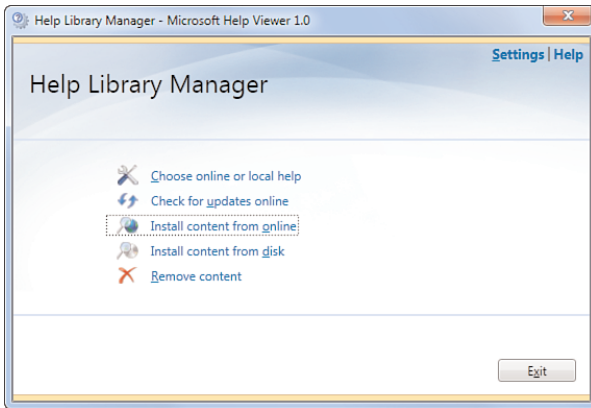 Help Library Manager - Microsoft Help Viewer 1.0
Settings | Help
Help Library Manager
Choose online or local help
Check for updates online
Install content from online
Install content from disk
Remove content
Exit